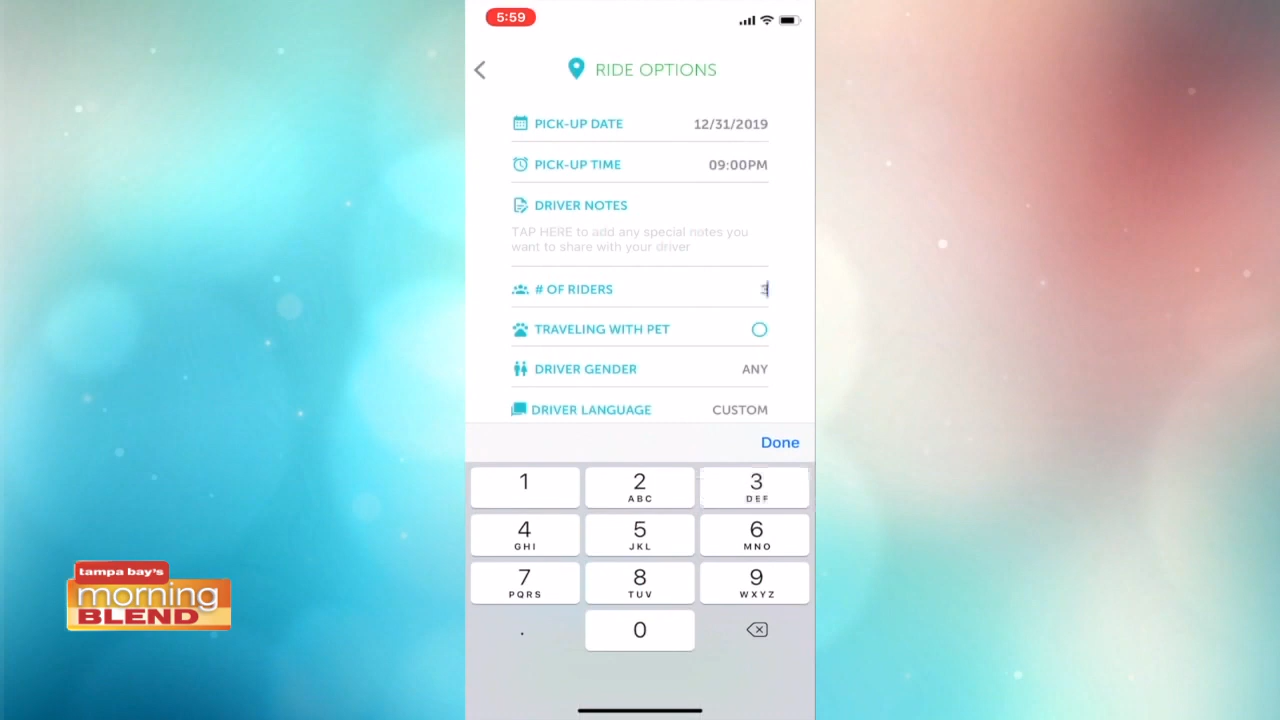 5:59
RIDE OPTIONS
PICK-UP DATE 12/31/2019
PICK-UP TIME 09:00PM
DRIVER NOTES
TAP HERE to add any special notes you
want to share with your driver
# OF RIDERS 3
TRAVELING WITH PET
DRIVER GENDER ANY
DRIVER LANGUAGE CUSTOM
Done
1 2 3
ABC DEF
4 5 6
GHI JKL MNO
7 8 9
PQRS TUV WXYZ
. 0
tampa bay's
morning
BLEND